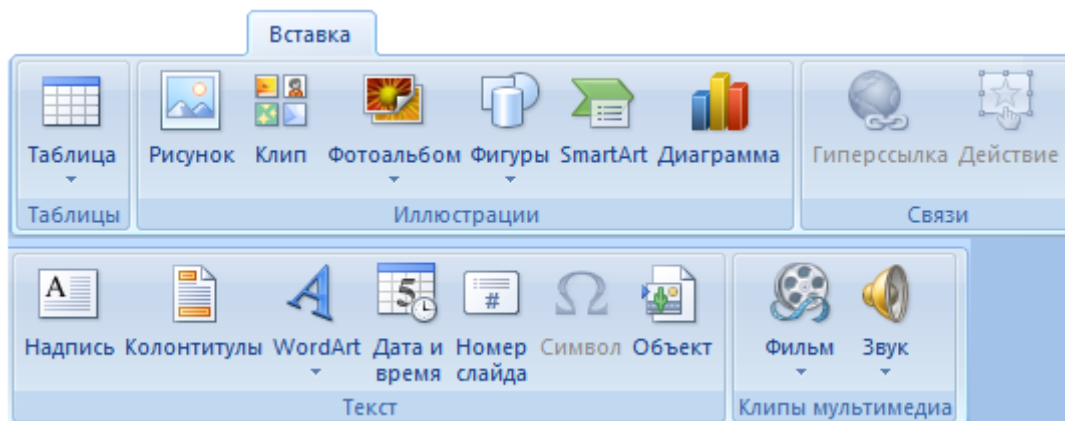 Вставка
Таблица Рисунок Клип Фотоальбом Фигуры SmartArt Диаграмма Гиперссылка Действие
Таблицы Иллюстрации Связи
A 5 # Ω
Надпись Колонтитулы WordArt Дата и время Номер слайда Символ Объект Фильм Звук
Текст Клипы мультимедиа